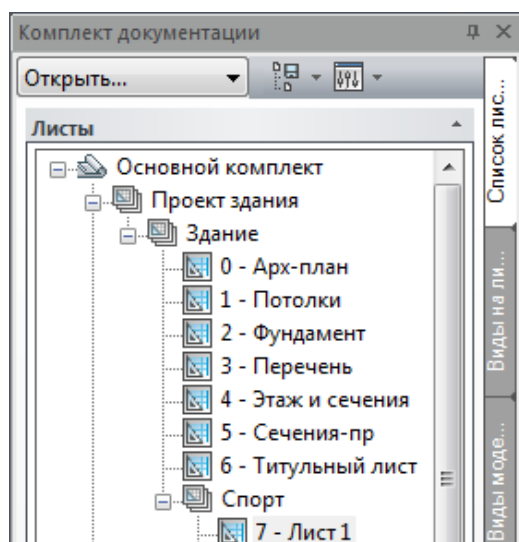 Комплект документации
Открыть...
Листы
Основной комплект
Проект здания
Здание
0 - Арх-план
1 - Потолки
2 - Фундамент
3 - Перечень
4 - Этаж и сечения
5 - Сечения-пр
6 - Титульный лист
Спорт
7 - Лист 1
Список лис...
Виды на ли...
Виды моде...